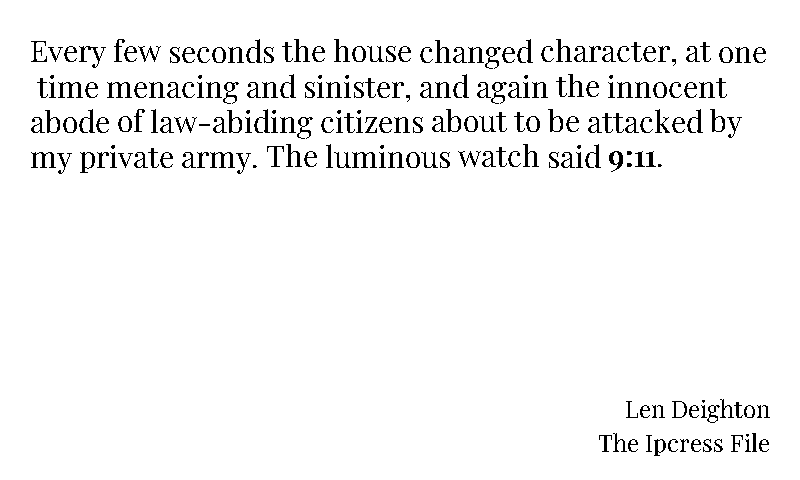 Every few seconds the house changed character, at one
time menacing and sinister, and again the innocent
abode of law-abiding citizens about to be attacked by
my private army. The luminous watch said 9:11.
Len Deighton
The Ipcress File